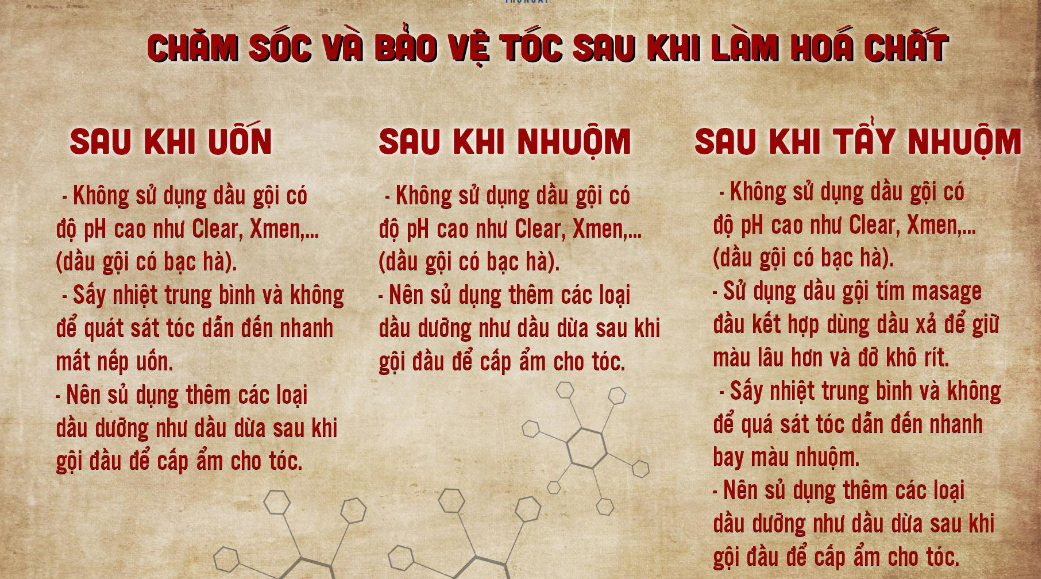 CHĂM SÓC VÀ BẢO VỆ TÓC SAU KHI LÀM HOÁ CHẤT
SAU KHI UỐN
- Không sử dụng dầu gội có
độ pH cao như Clear, Xmen,...
(dầu gội có bạc hà).
- Sấy nhiệt trung bình và không
để quát sát tóc dẫn đến nhanh
mất nếp uốn.
- Nên sủ dụng thêm các loại
dầu dưỡng như dầu dừa sau khi
gội đầu để cấp ẩm cho tóc.
SAU KHI NHUỘM
- Không sử dụng dầu gội có
độ pH cao như Clear, Xmen,...
(dầu gội có bạc hà).
- Nên sủ dụng thêm các loại
dầu dưỡng như dầu dừa sau khi
gội đầu để cấp ẩm cho tóc.
SAU KHI TẨY NHUỘM
- Không sử dụng dầu gội có
độ pH cao như Clear, Xmen,...
(dầu gội có bạc hà).
- Sử dụng dầu gội tím masage
đầu kết hợp dùng dầu xả để giữ
màu lâu hơn và đỡ khô rít.
- Sấy nhiệt trung bình và không
để quá sát tóc dẫn đến nhanh
bay màu nhuộm.
- Nên sủ dụng thêm các loại
dầu dưỡng như dầu dừa sau khi
gội đầu để cấp ẩm cho tóc.